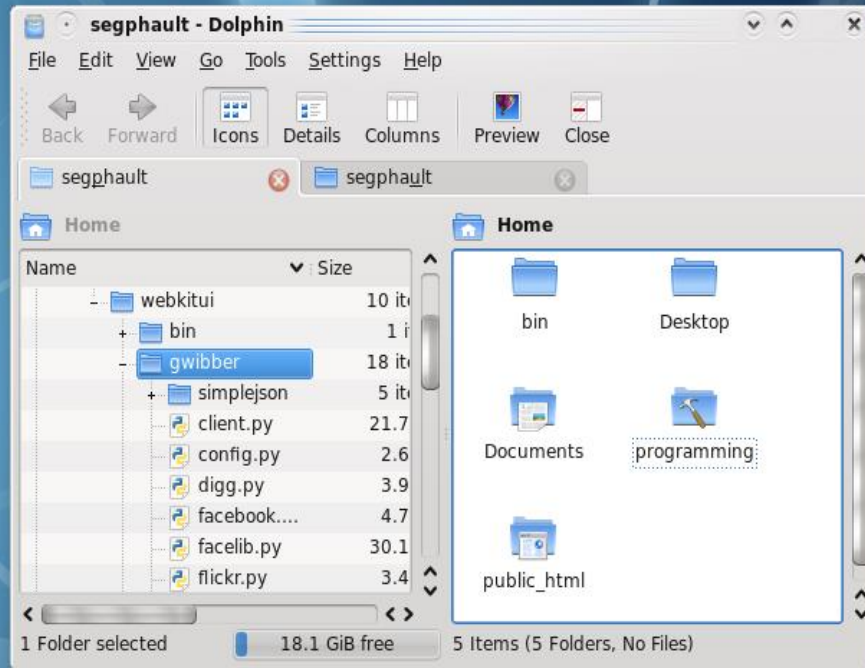 segphault - Dolphin
File Edit View Go Tools Settings Help
Back Forward Icons Details Columns Preview Close
segphault
segphault
Home
Name Size
webkitui 10 ite
bin 1 i
gwibber 18 ite
simplejson 5 ite
client.py 21.7
config.py 2.6
digg.py 3.9
facebook.... 4.7
facelib.py 30.1
flickr.py 3.4
1 Folder selected 18.1 GiB free
Home
bin Desktop
Documents programming
public_html
5 Items (5 Folders, No Files)